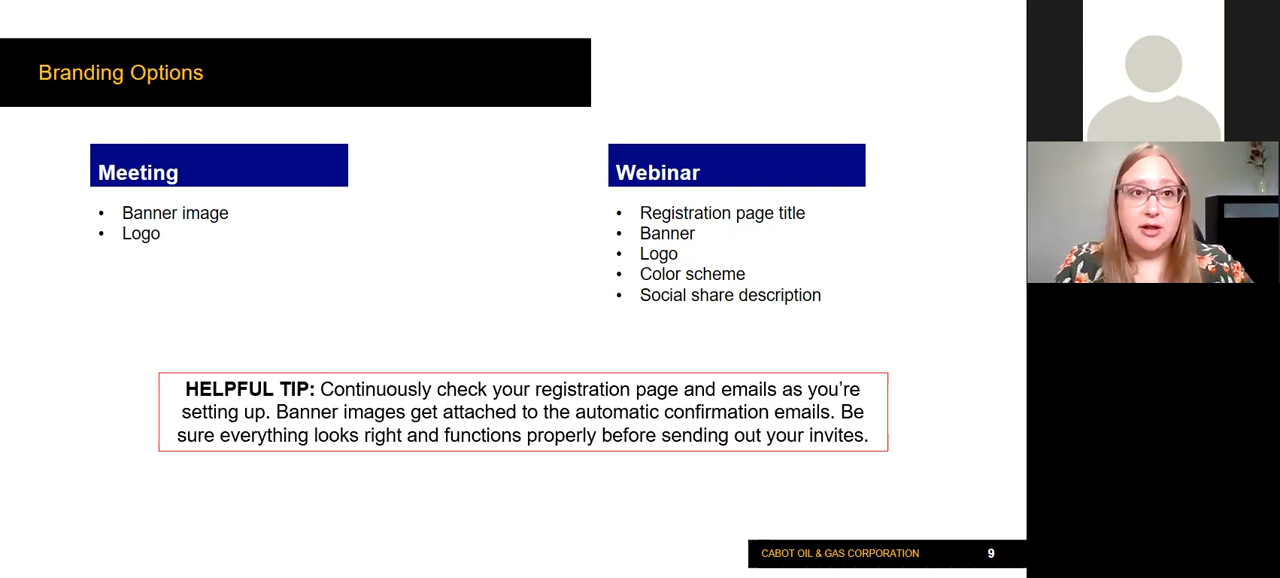 Branding Options
Meeting
• Banner image
• Logo
Webinar
• Registration page title
• Banner
• Logo
• Color scheme
• Social share description
HELPFUL TIP: Continuously check your registration page and emails as you’re
setting up. Banner images get attached to the automatic confirmation emails. Be
sure everything looks right and functions properly before sending out your invites.
CABOT OIL & GAS CORPORATION 9